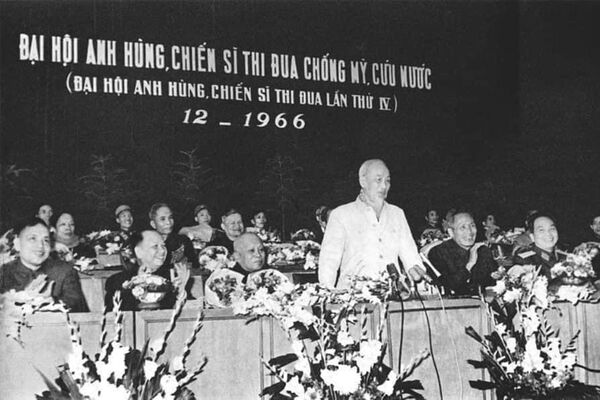 ĐẠI HỘI ANH HÙNG, CHIẾN SĨ THI ĐUA CHỐNG MỸ, CỨU NƯỚC
(ĐẠI HỘI ANH HÙNG, CHIẾN SĨ THI ĐUA LẦN THỨ IV)
12 - 1966